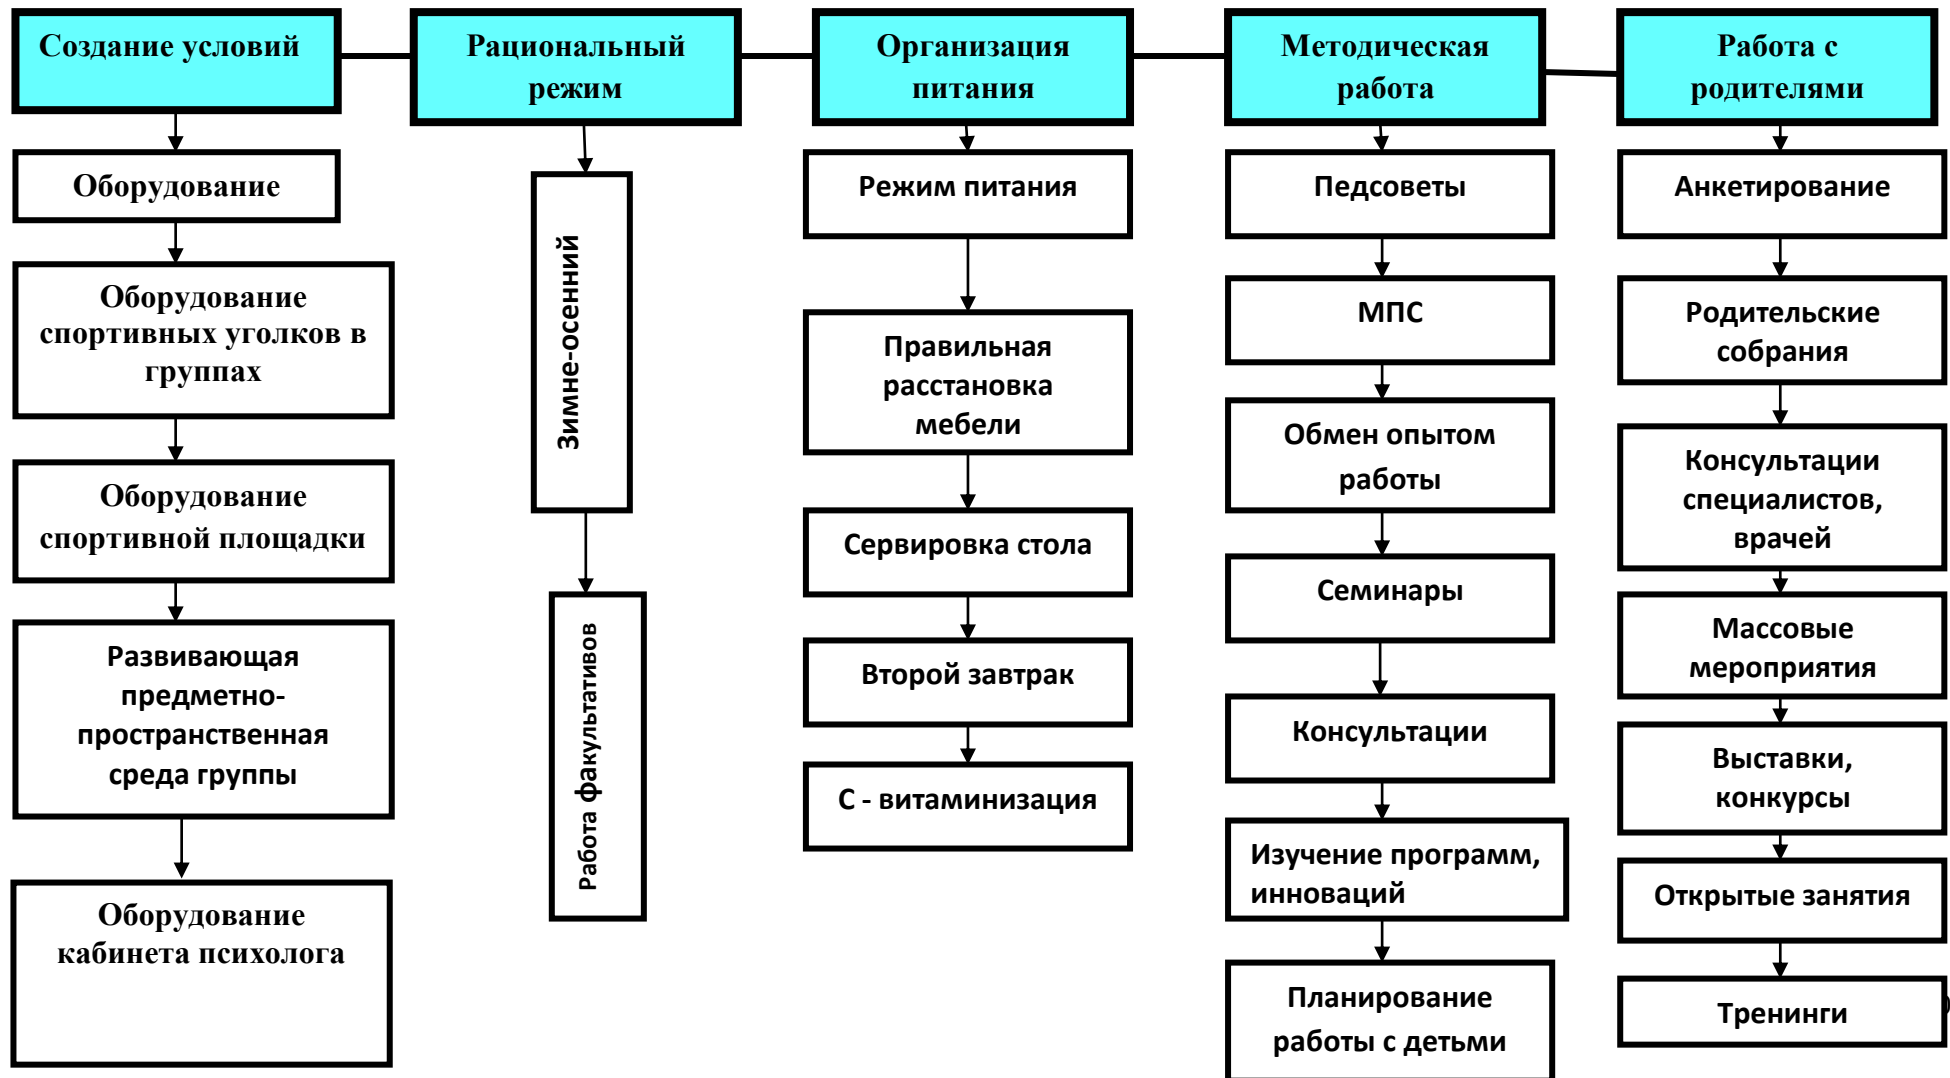 Создание условий
Рациональный
режим
Организация
питания
Методическая
работа
Работа с
родителями
Оборудование
Оборудование
спортивных уголков в
группах
Оборудование
спортивной площадки
Развивающая
предметно-
пространственная
среда группы
Оборудование
кабинета психолога
Зимне-осенний
Работа факультативов
Режим питания
Правильная
расстановка
мебели
Сервировка стола
Второй завтрак
С - витаминизация
Педсоветы
МПС
Обмен опытом
работы
Семинары
Консультации
Изучение программ,
инноваций
Планирование
работы с детьми
Анкетирование
Родительские
собрания
Консультации
специалистов,
врачей
Массовые
мероприятия
Выставки,
конкурсы
Открытые занятия
Тренинги